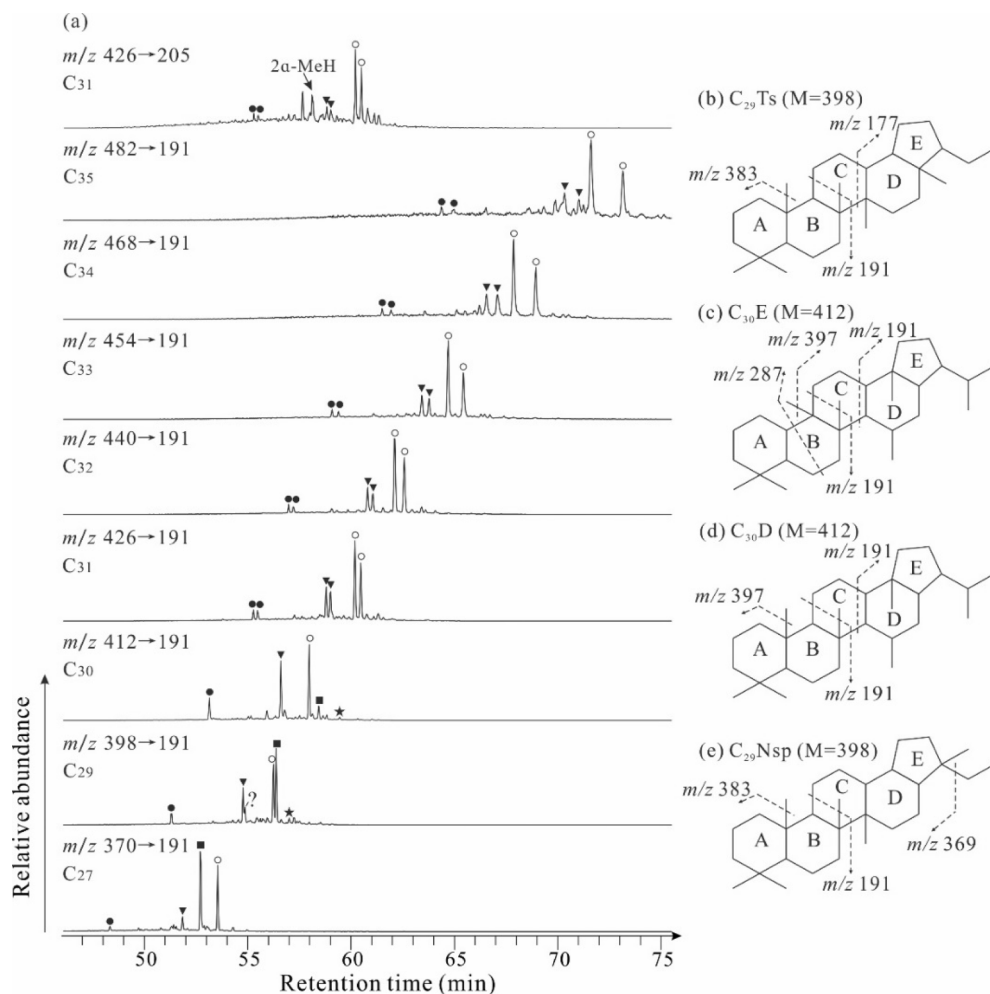 (a)
m/z 426→205
C31
2α-MeH
m/z 482→191
C35
m/z 468→191
C34
m/z 454→191
C33
m/z 440→191
C32
m/z 426→191
C31
m/z 412→191
C30
m/z 398→191
C29
?
m/z 370→191
C27
Relative abundance
50 55 60 65 70 75
Retention time (min)
(b) C29Ts (M=398)
m/z 177
m/z 383
A B C D E
m/z 191
(c) C30E (M=412)
m/z 191
m/z 397
m/z 287
A B C D E
m/z 191
(d) C30D (M=412)
m/z 191
m/z 397
A B C D E
m/z 191
(e) C29Nsp (M=398)
m/z 383
A B C D E
m/z 369
m/z 191